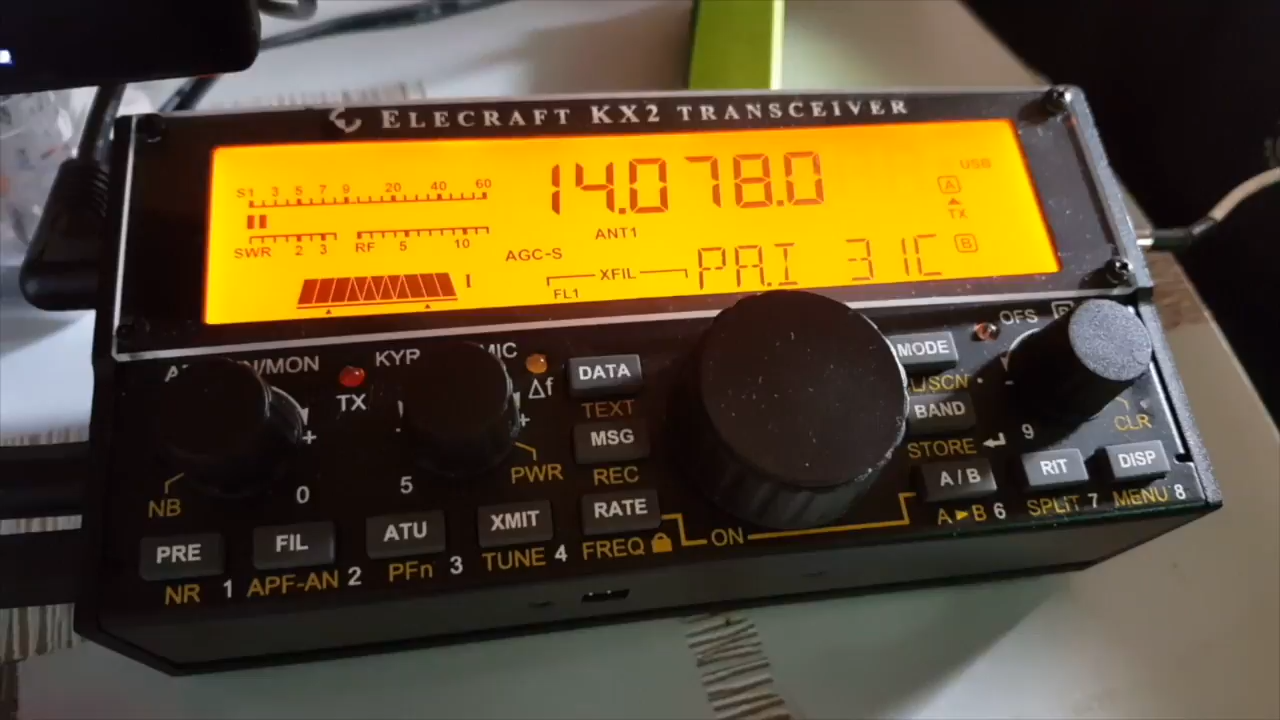 ELECRAFT KX2 TRANSCEIVER
S1 3 5 7 9 20 40 60
14.078.0
USB
A
TX
SWR 2 3 RF 5 10
ANT1
B
AGC-S
XFIL
PA.I 31C
I
FL1
OFS B
N/MON
KYP
MIC
MODE
TX
Δf
DATA
TEXT
L/SCN
+
+
MSG
BAND
9
CLR
NB
0
5
PWR
REC
STORE
RATE
A/B
RIT
DISP
PRE
FIL
ATU
XMIT
FREQ
ON
A▶B 6
SPLIT 7
MENU 8
NR 1
APF-AN 2
PFn 3
TUNE 4